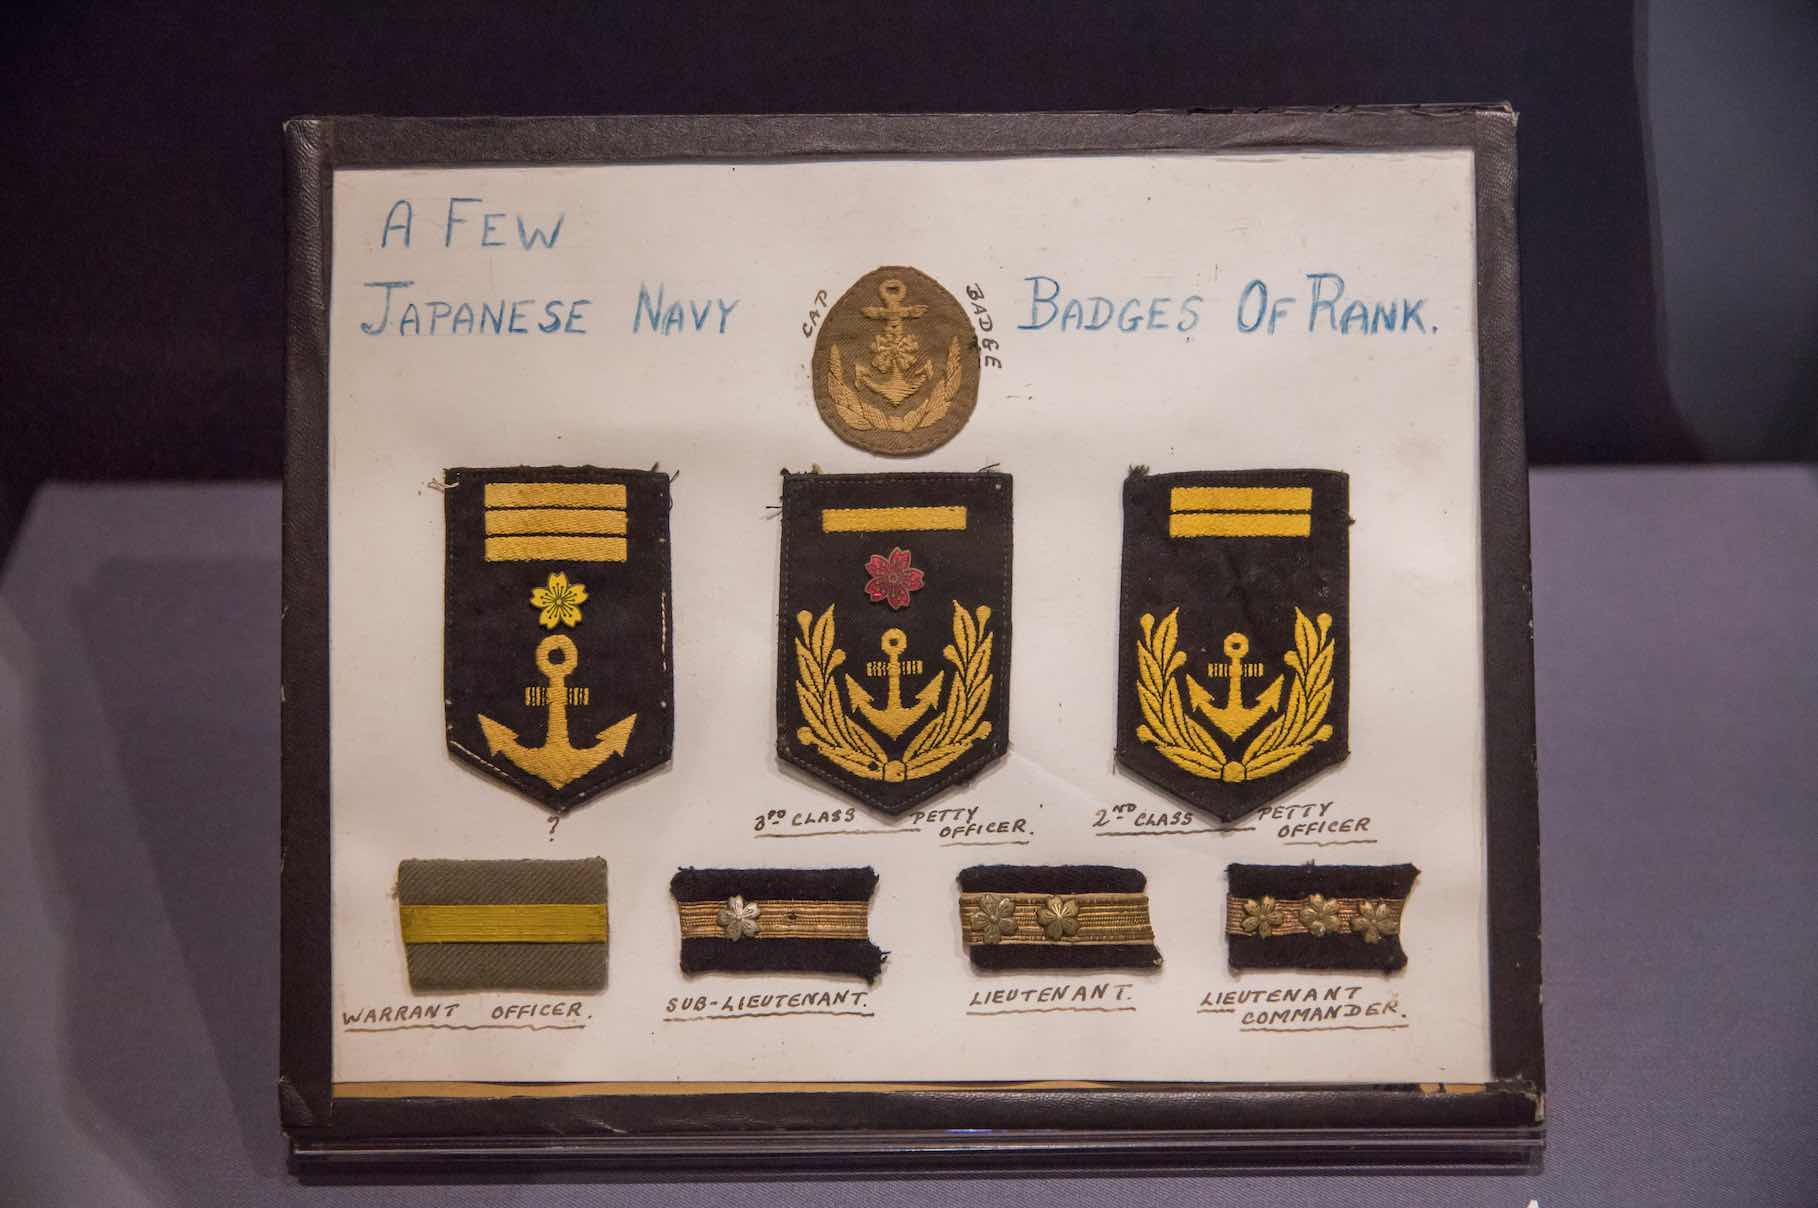 A FEW
JAPANESE NAVY BADGES OF RANK.
CAP BADGE
?
3RD CLASS PETTY OFFICER.
2ND CLASS PETTY OFFICER
WARRANT OFFICER.
SUB-LIEUTENANT.
LIEUTENANT.
LIEUTENANT
COMMANDER.